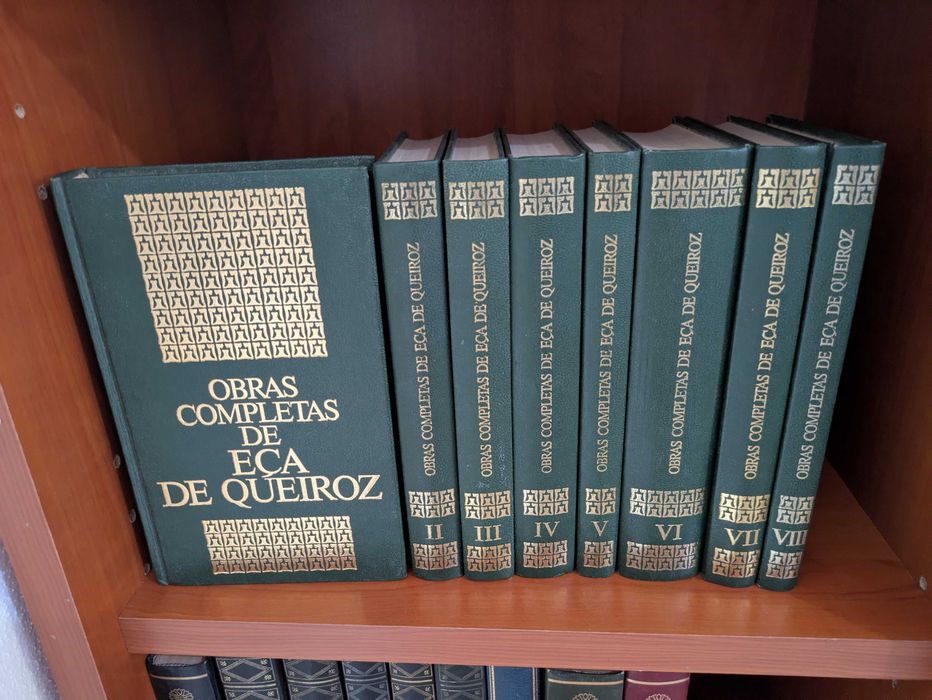 OBRAS
COMPLETAS
DE
EÇA
DE QUEIROZ
OBRAS COMPLETAS DE EÇA DE QUEIROZ
II
OBRAS COMPLETAS DE EÇA DE QUEIROZ
III
OBRAS COMPLETAS DE EÇA DE QUEIROZ
IV
OBRAS COMPLETAS DE EÇA DE QUEIROZ
V
OBRAS COMPLETAS DE EÇA DE QUEIROZ
VI
OBRAS COMPLETAS DE EÇA DE QUEIROZ
VII
OBRAS COMPLETAS DE EÇA DE QUEIROZ
VIII